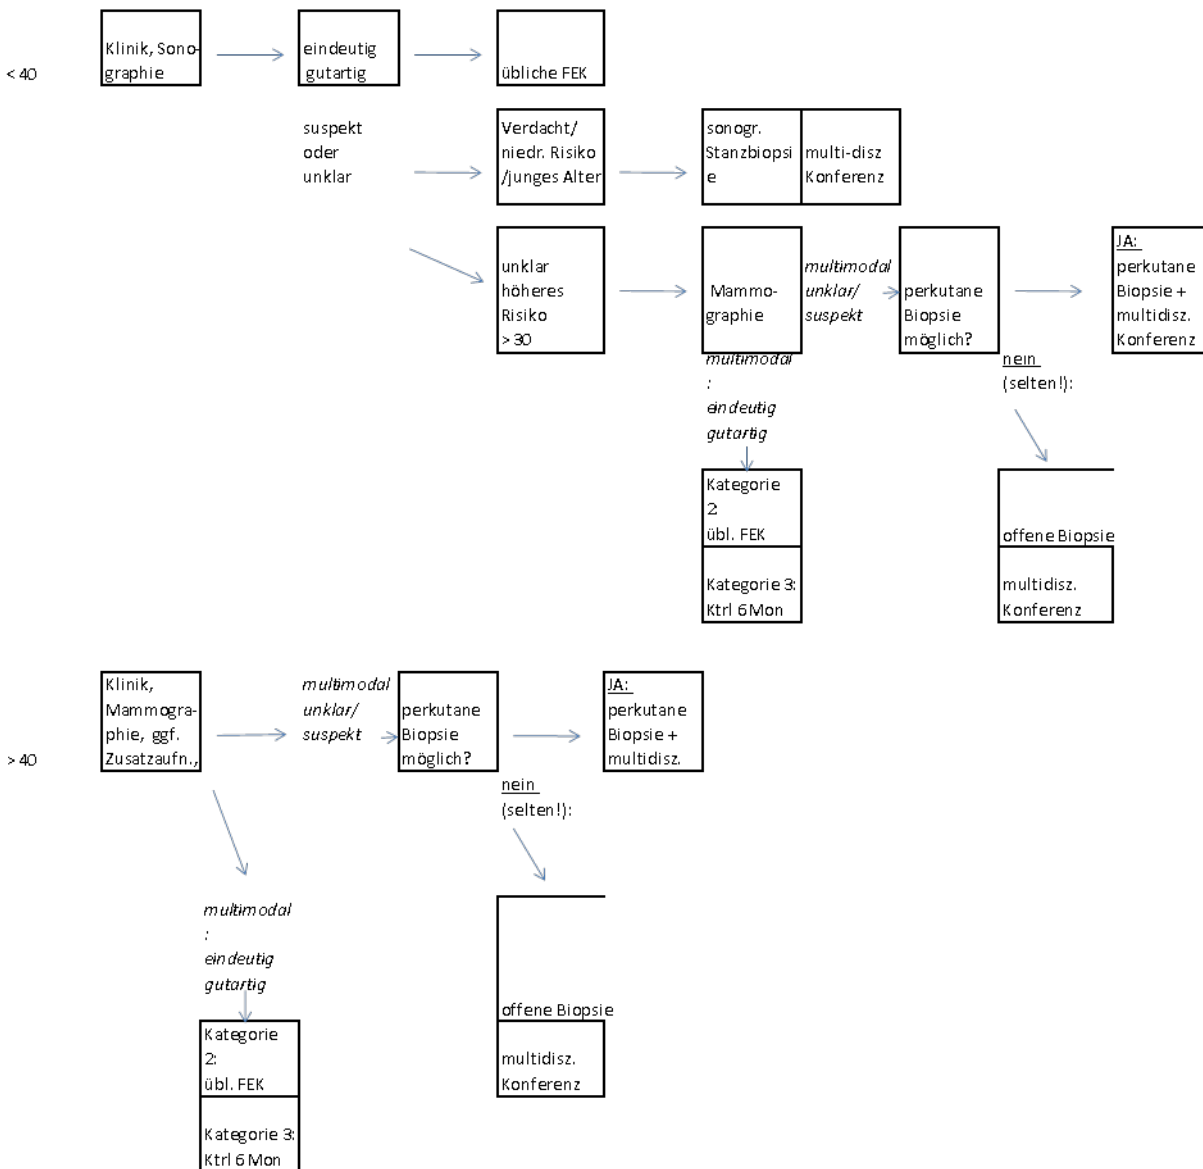 < 40
Klinik, Sono-
graphie
eindeutig
gutartig
übliche FEK
suspekt
oder
unklar
Verdacht/
niedr. Risiko
/junges Alter
sonogr.
Stanzbiopsi
e
multi-disz
Konferenz
unklar
höheres
Risiko
> 30
Mammo-
graphie
multimodal
unklar/
suspekt
perkutane
Biopsie
möglich?
JA:
perkutane
Biopsie +
multidisz.
Konferenz
multimodal
:
eindeutig
gutartig
nein
(selten!):
Kategorie
2:
übl. FEK
Kategorie 3:
Ktrl 6 Mon
offene Biopsie
multidisz.
Konferenz
> 40
Klinik,
Mammogra-
phie, ggf.
Zusatzaufn.,
multimodal
unklar/
suspekt
perkutane
Biopsie
möglich?
JA:
perkutane
Biopsie +
multidisz.
nein
(selten!):
multimodal
:
eindeutig
gutartig
offene Biopsie
multidisz.
Konferenz
Kategorie
2:
übl. FEK
Kategorie 3:
Ktrl 6 Mon